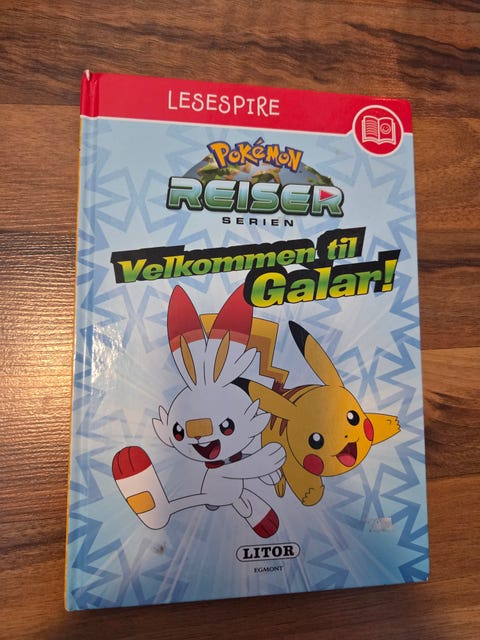 LESESPIRE
POKéMON
REISER
SERIEN
Velkommen til
Galar!
LITOR
EGMONT